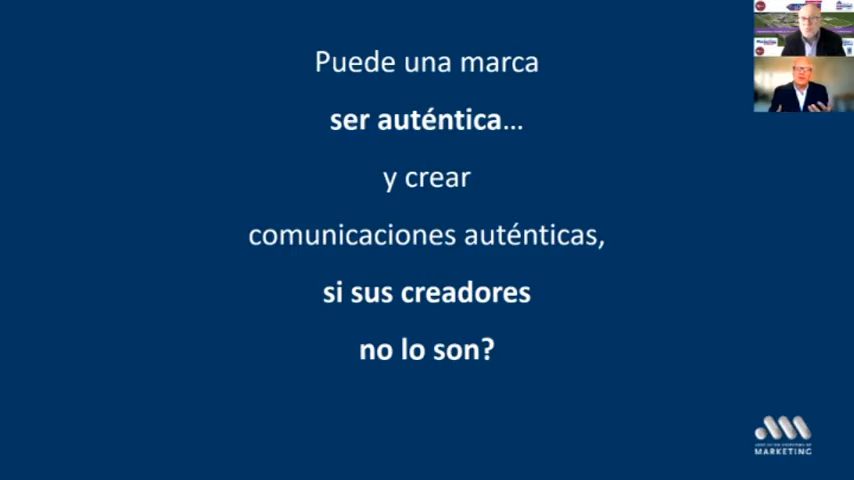 Puede una marca
ser auténtica...
y crear
comunicaciones auténticas,
si sus creadores
no lo son?
MARKETING